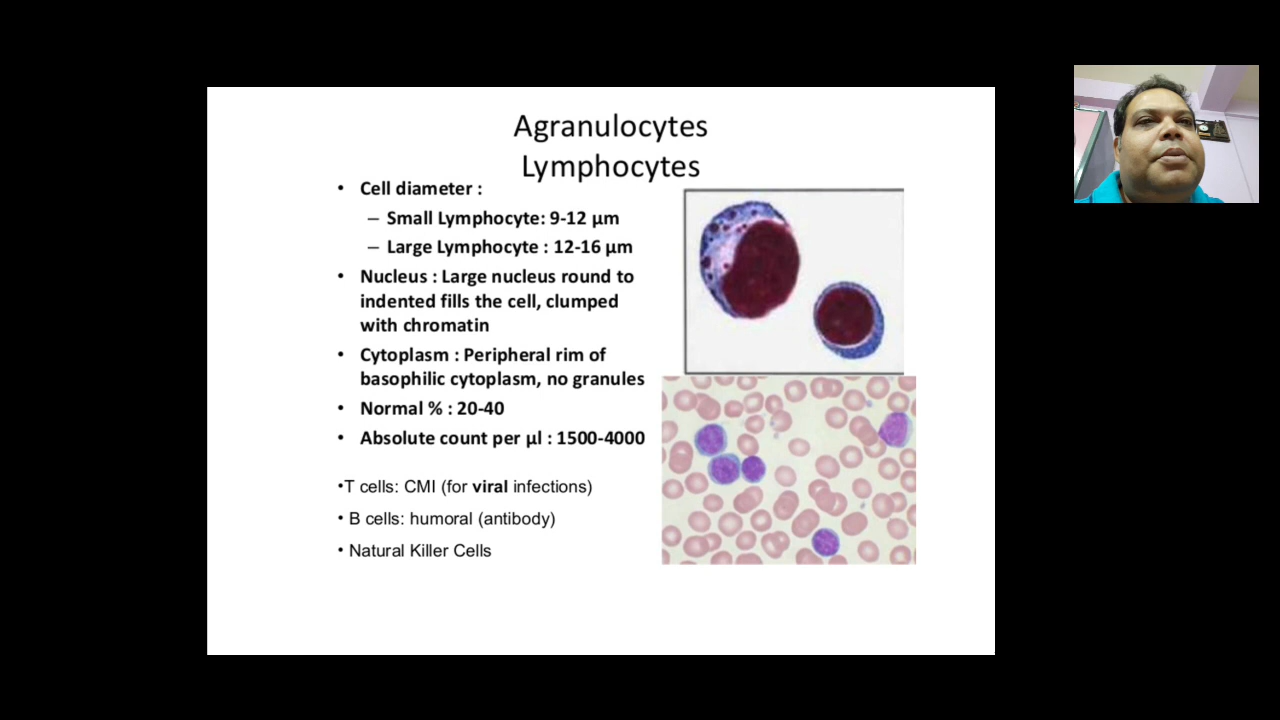 Agranulocytes
Lymphocytes
• Cell diameter :
– Small Lymphocyte: 9-12 µm
– Large Lymphocyte : 12-16 µm
• Nucleus : Large nucleus round to
indented fills the cell, clumped
with chromatin
• Cytoplasm : Peripheral rim of
basophilic cytoplasm, no granules
• Normal % : 20-40
• Absolute count per µl : 1500-4000
•T cells: CMI (for viral infections)
• B cells: humoral (antibody)
• Natural Killer Cells